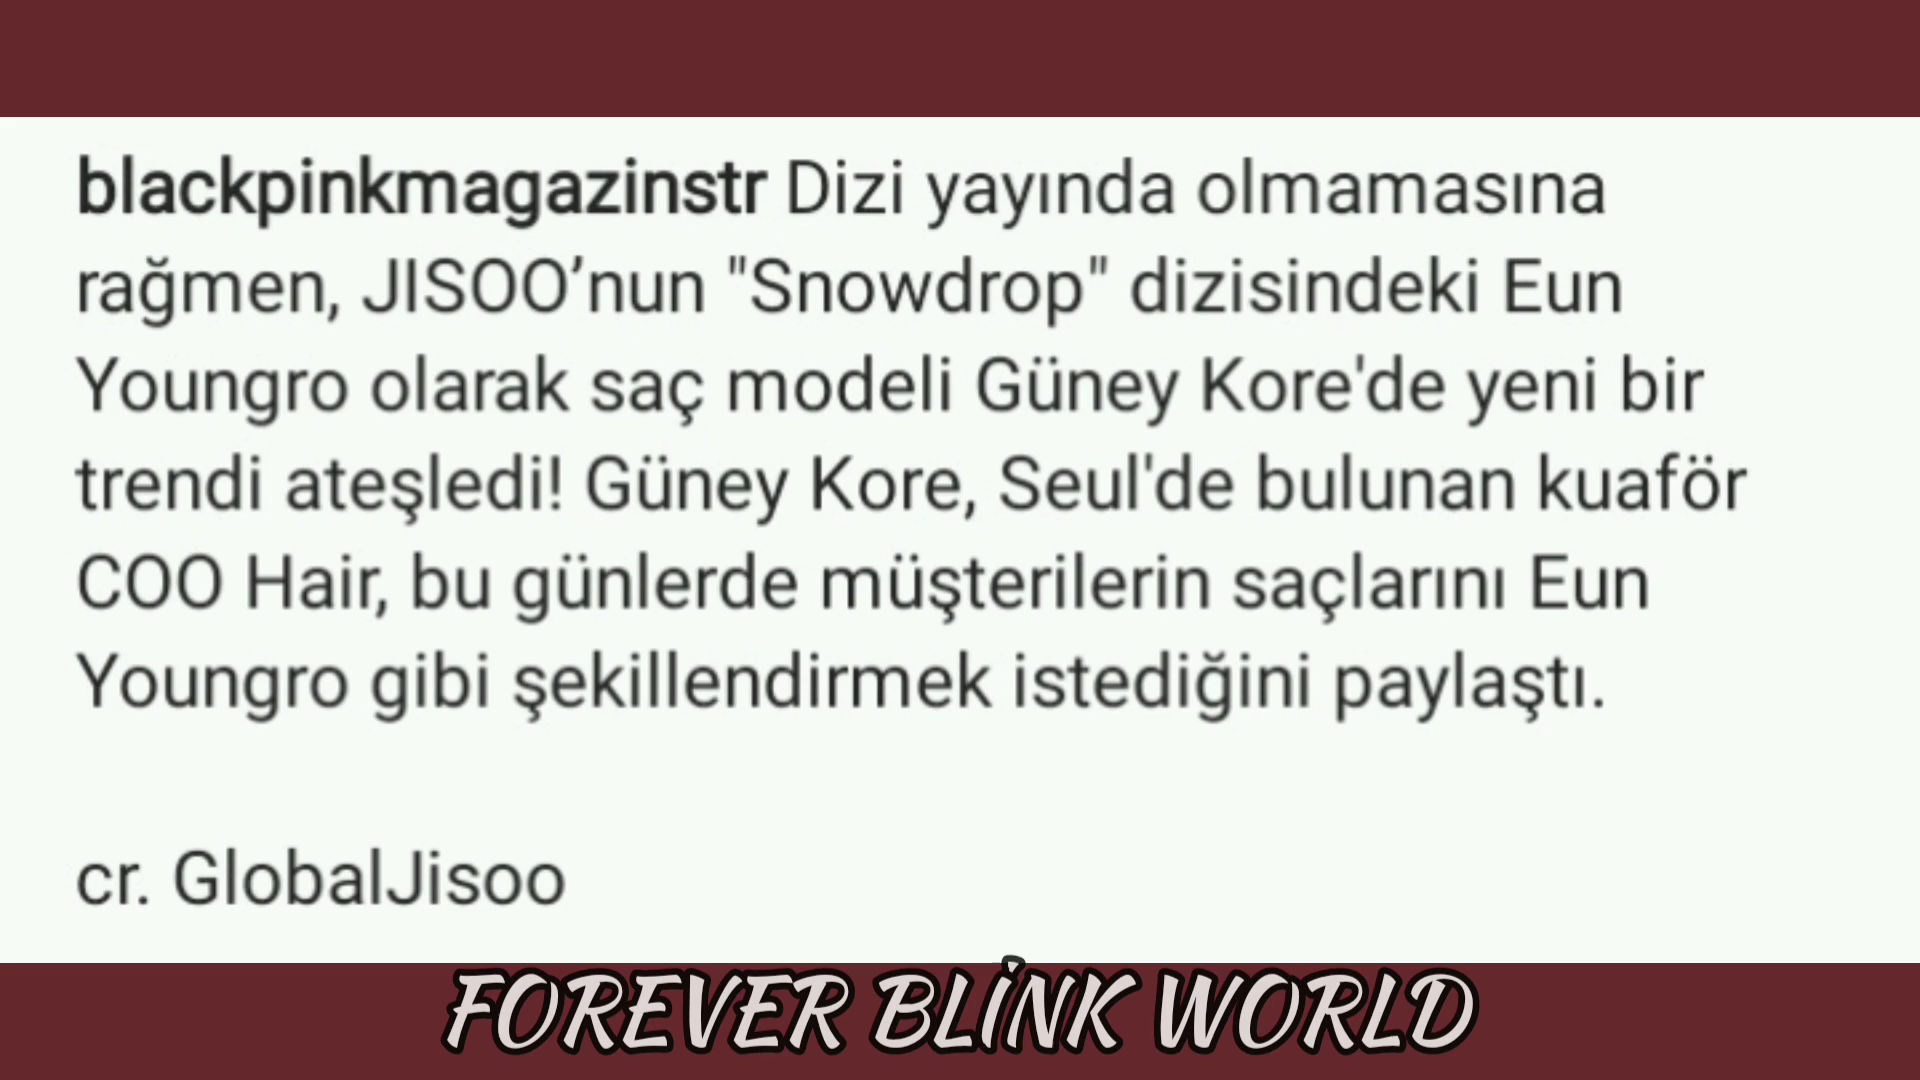 blackpinkmagazinstr Dizi yayında olmamasına
rağmen, JISOO’nun "Snowdrop" dizisindeki Eun
Youngro olarak saç modeli Güney Kore'de yeni bir
trendi ateşledi! Güney Kore, Seul'de bulunan kuaför
COO Hair, bu günlerde müşterilerin saçlarını Eun
Youngro gibi şekillendirmek istediğini paylaştı.
cr. GlobalJisoo
FOREVER BLİNK WORLD